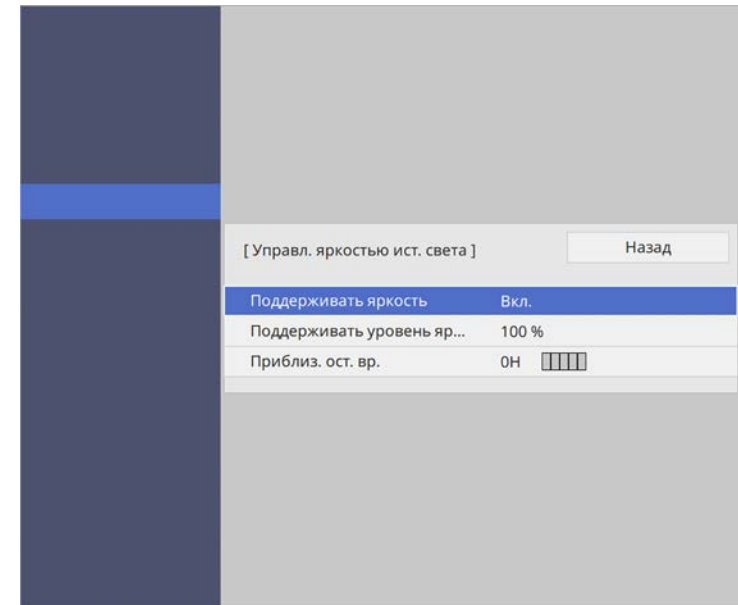 [ Управл. яркостью ист. света ] Назад
Поддерживать яркость Вкл.
Поддерживать уровень яр... 100 %
Приблиз. ост. вр. 0H